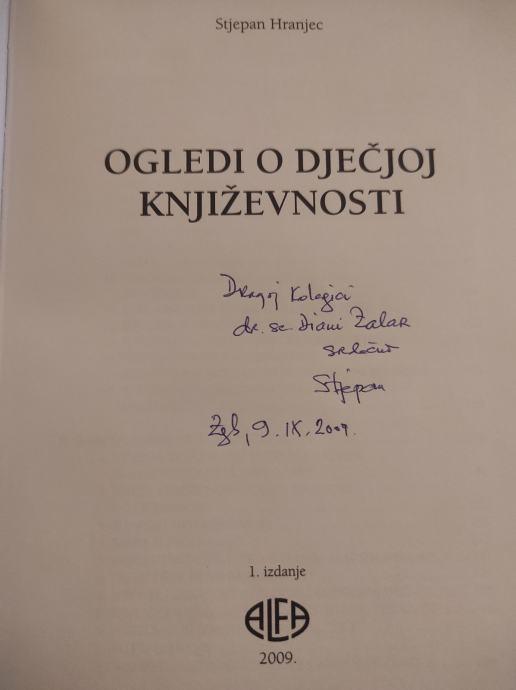 Stjepan Hranjec
OGLEDI O DJEČJOJ
KNJIŽEVNOSTI
Dragoj kolegici
dr. sc. Diani Zalar
srdačno
Stjepan
Zgb, 9. IX. 2009.
1. izdanje
ALFA
2009.